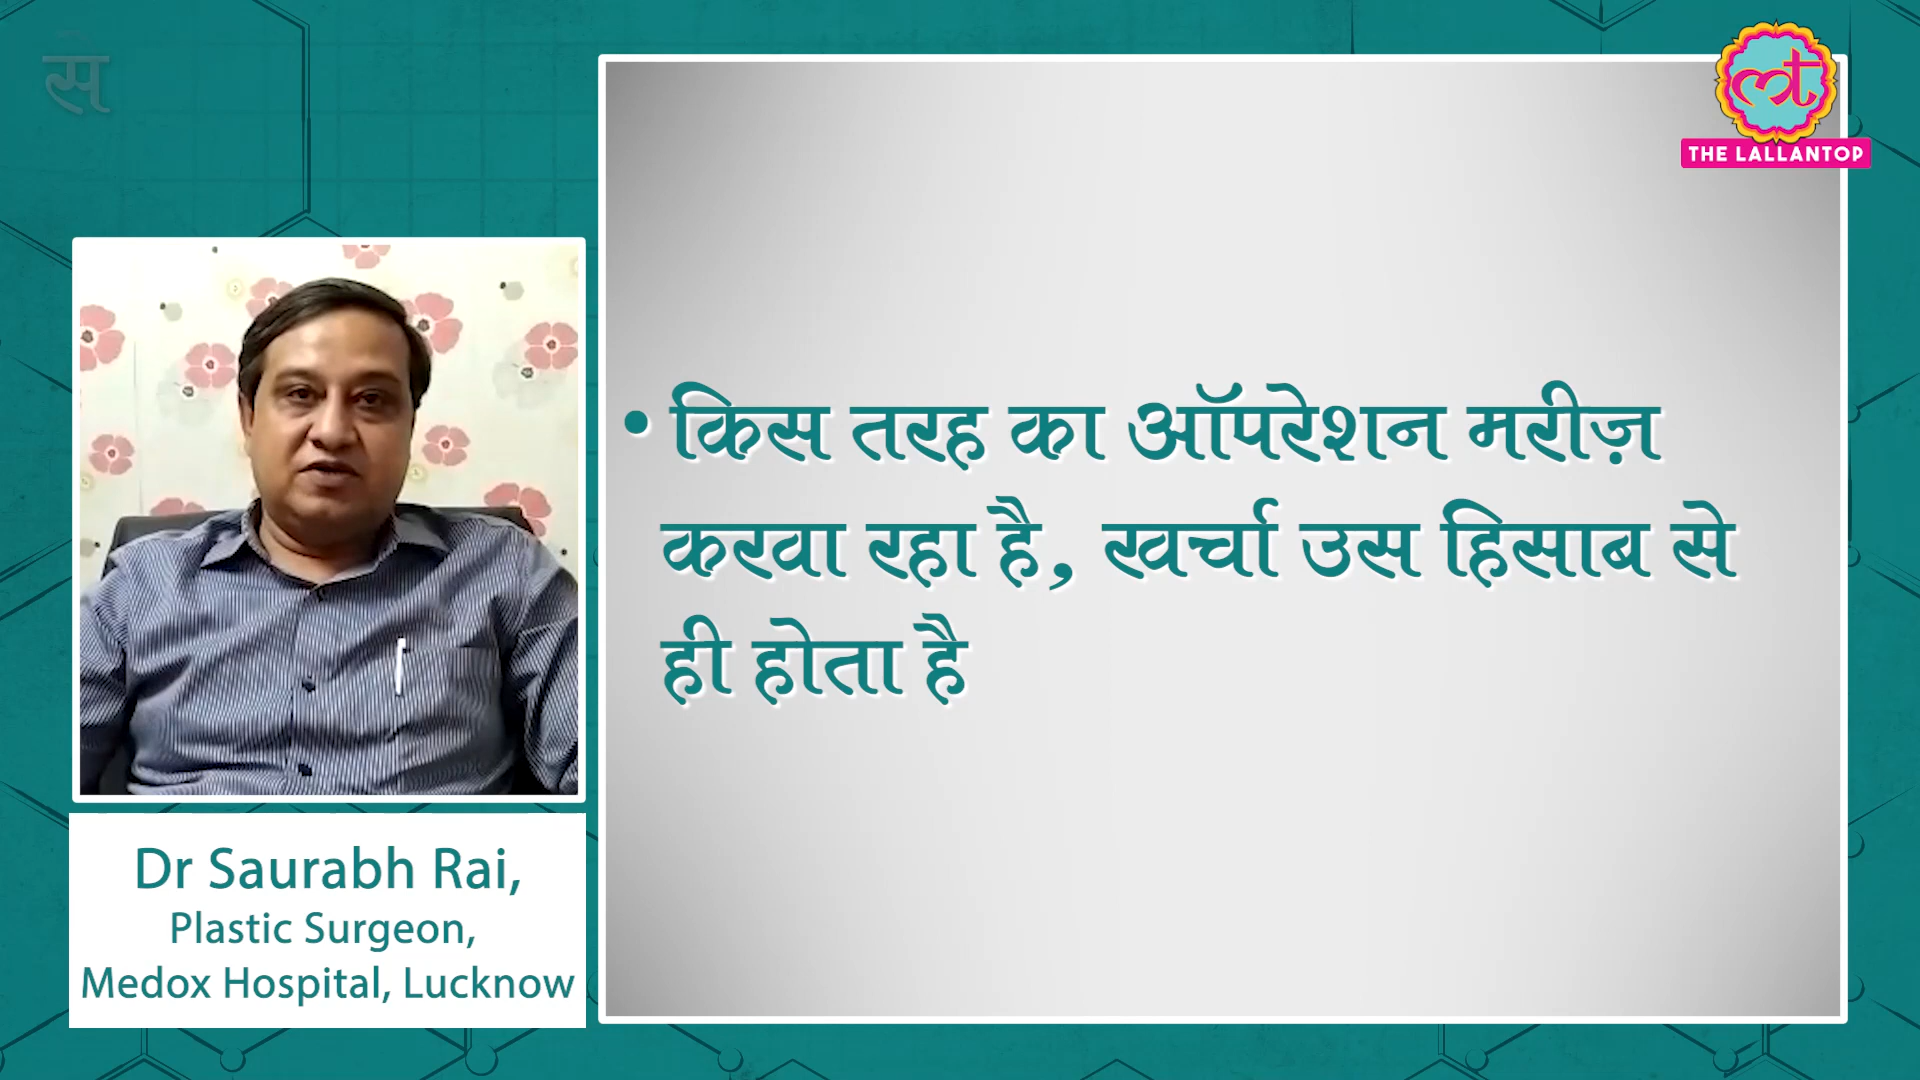 से
THE LALLANTOP
• किस तरह का ऑपरेशन मरीज़
करवा रहा है, खर्चा उस हिसाब से
ही होता है
Dr Saurabh Rai,
Plastic Surgeon,
Medox Hospital, Lucknow